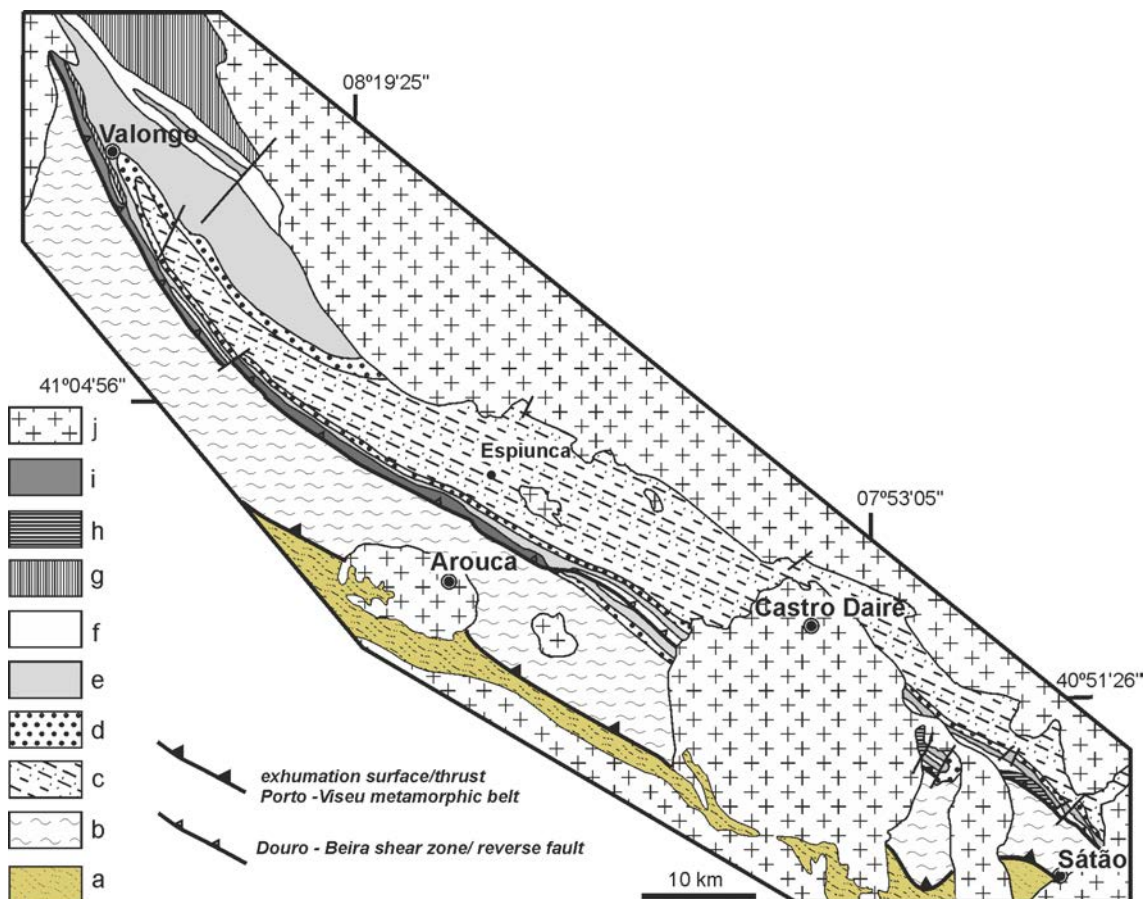 08º19'25"
Valongo
41º04'56"
j
i
h
g
f
e
d
c
b
a
Espiunca
07º53'05"
Arouca
Castro Daire
40º51'26"
exhumation surface/thrust
Porto -Viseu metamorphic belt
Douro - Beira shear zone/ reverse fault
10 km
Sátão